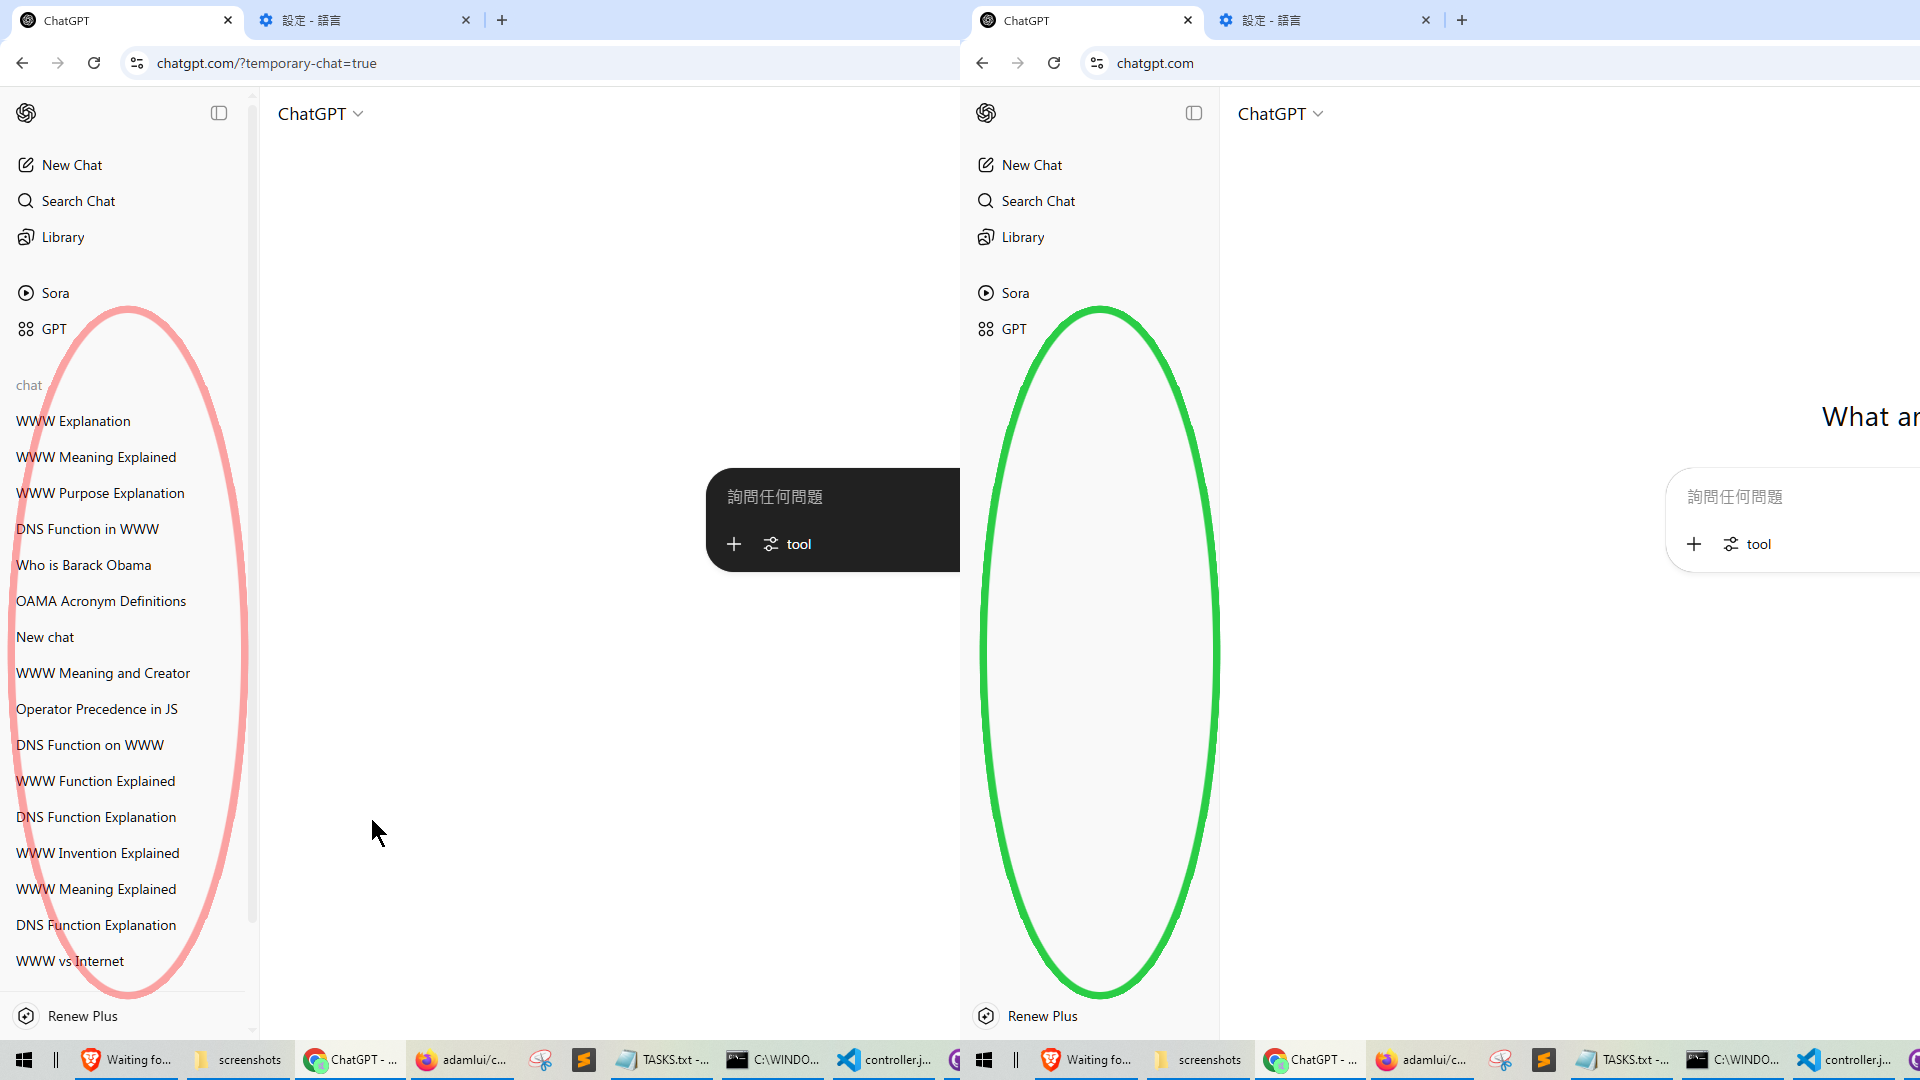 ChatGPT
設定 - 語言
chatgpt.com/?temporary-chat=true
ChatGPT
New Chat
Search Chat
Library
Sora
GPT
chat
WWW Explanation
WWW Meaning Explained
WWW Purpose Explanation
DNS Function in WWW
Who is Barack Obama
OAMA Acronym Definitions
New chat
WWW Meaning and Creator
Operator Precedence in JS
DNS Function on WWW
WWW Function Explained
DNS Function Explanation
WWW Invention Explained
WWW Meaning Explained
DNS Function Explanation
WWW vs Internet
Renew Plus
詢問任何問題
tool
Waiting fo...
screenshots
ChatGPT - ...
adamlui/c...
TASKS.txt -...
C:\WINDO...
controller.j...
ChatGPT
設定 - 語言
chatgpt.com
ChatGPT
New Chat
Search Chat
Library
Sora
GPT
What ar
詢問任何問題
tool
Renew Plus
Waiting fo...
screenshots
ChatGPT - ...
adamlui/c...
TASKS.txt -...
C:\WINDO...
controller.j...